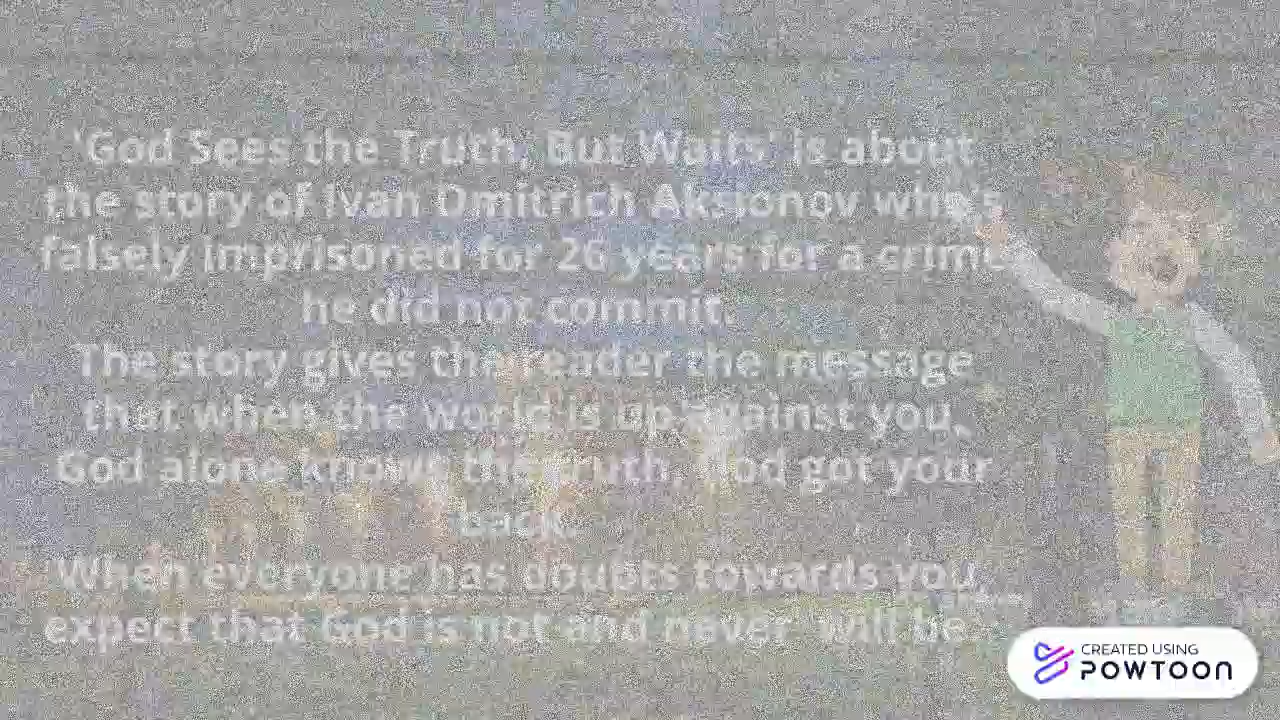 'God Sees the Truth, But Waits' is about
the story of Ivan Dmitrich Aksionov who's
falsely imprisoned for 26 years for a crime
he did not commit.
The story gives the reader the message
that when the world is up against you,
God alone knows the truth. God got your
back.
When everyone has doubts towards you,
expect that God is not and never will be.
CREATED USING
POWTOON